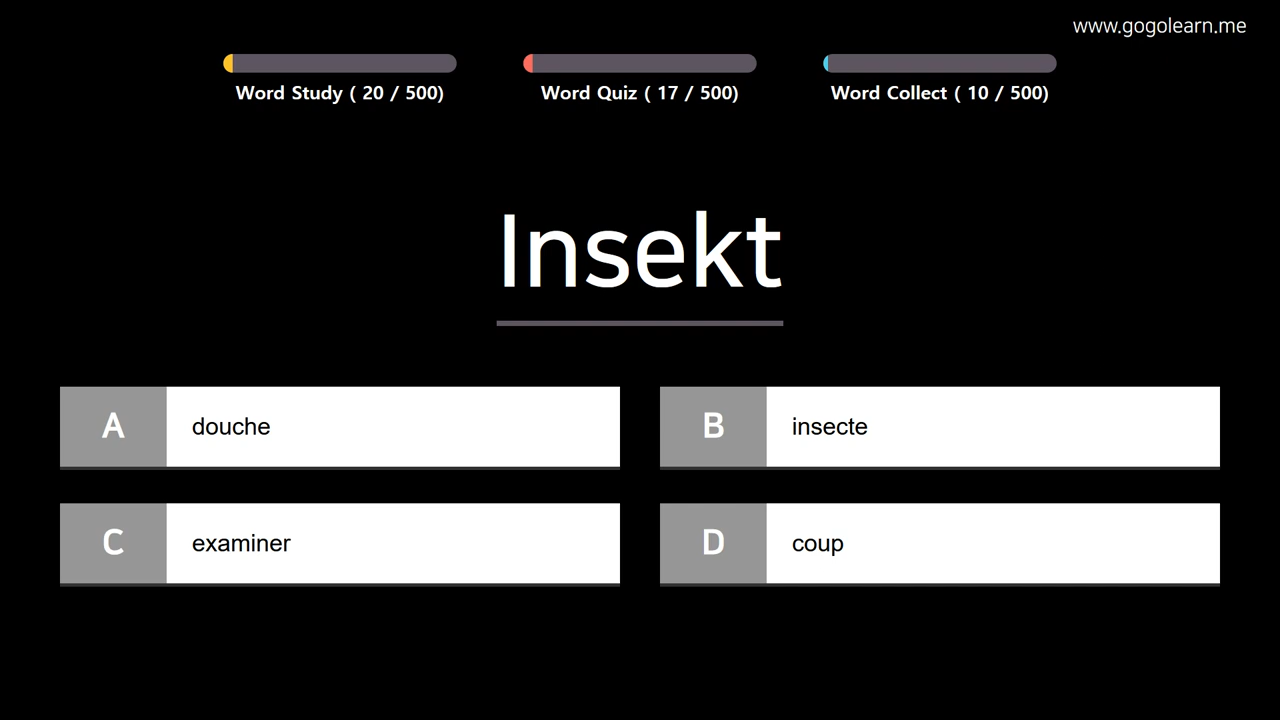 www.gogolearn.me
Word Study ( 20 / 500)
Word Quiz ( 17 / 500)
Word Collect ( 10 / 500)
Insekt
A douche
B insecte
C examiner
D coup